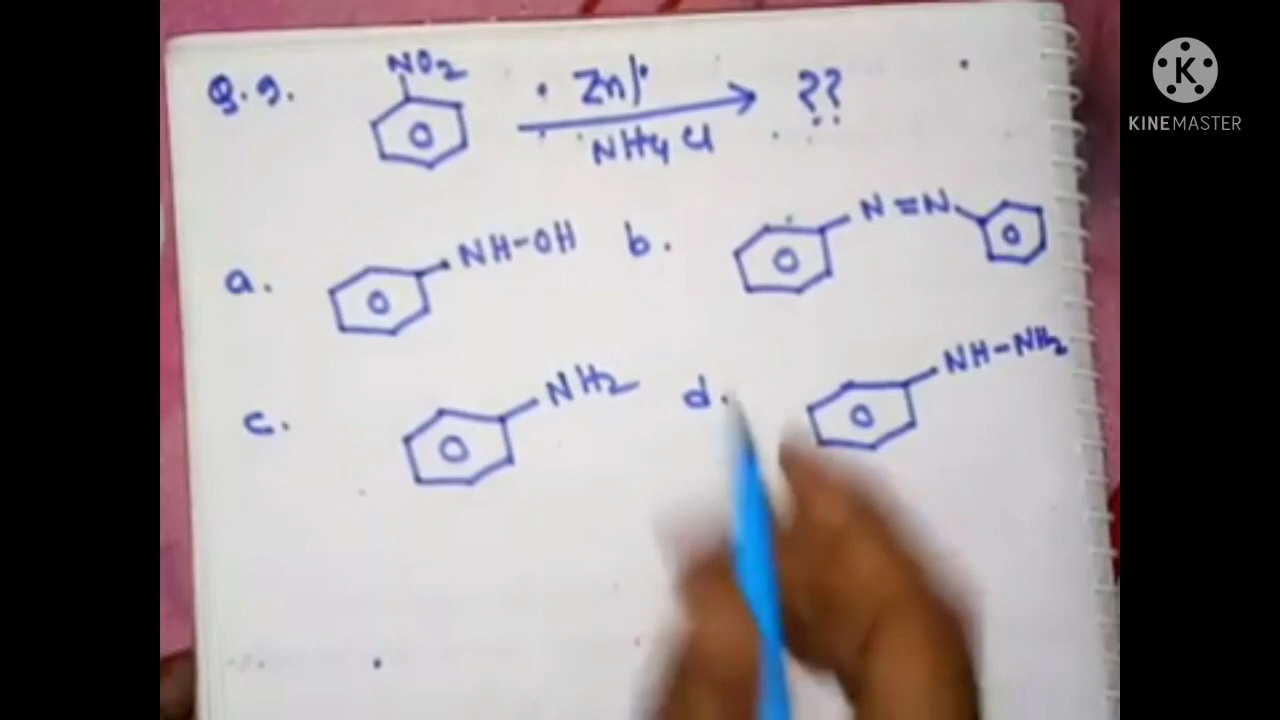 Q.9. NO2 Zn| ??
NH4Cl
a. NH-OH b. N=N
c. NH2 d. NH-NH2
K
KINEMASTER